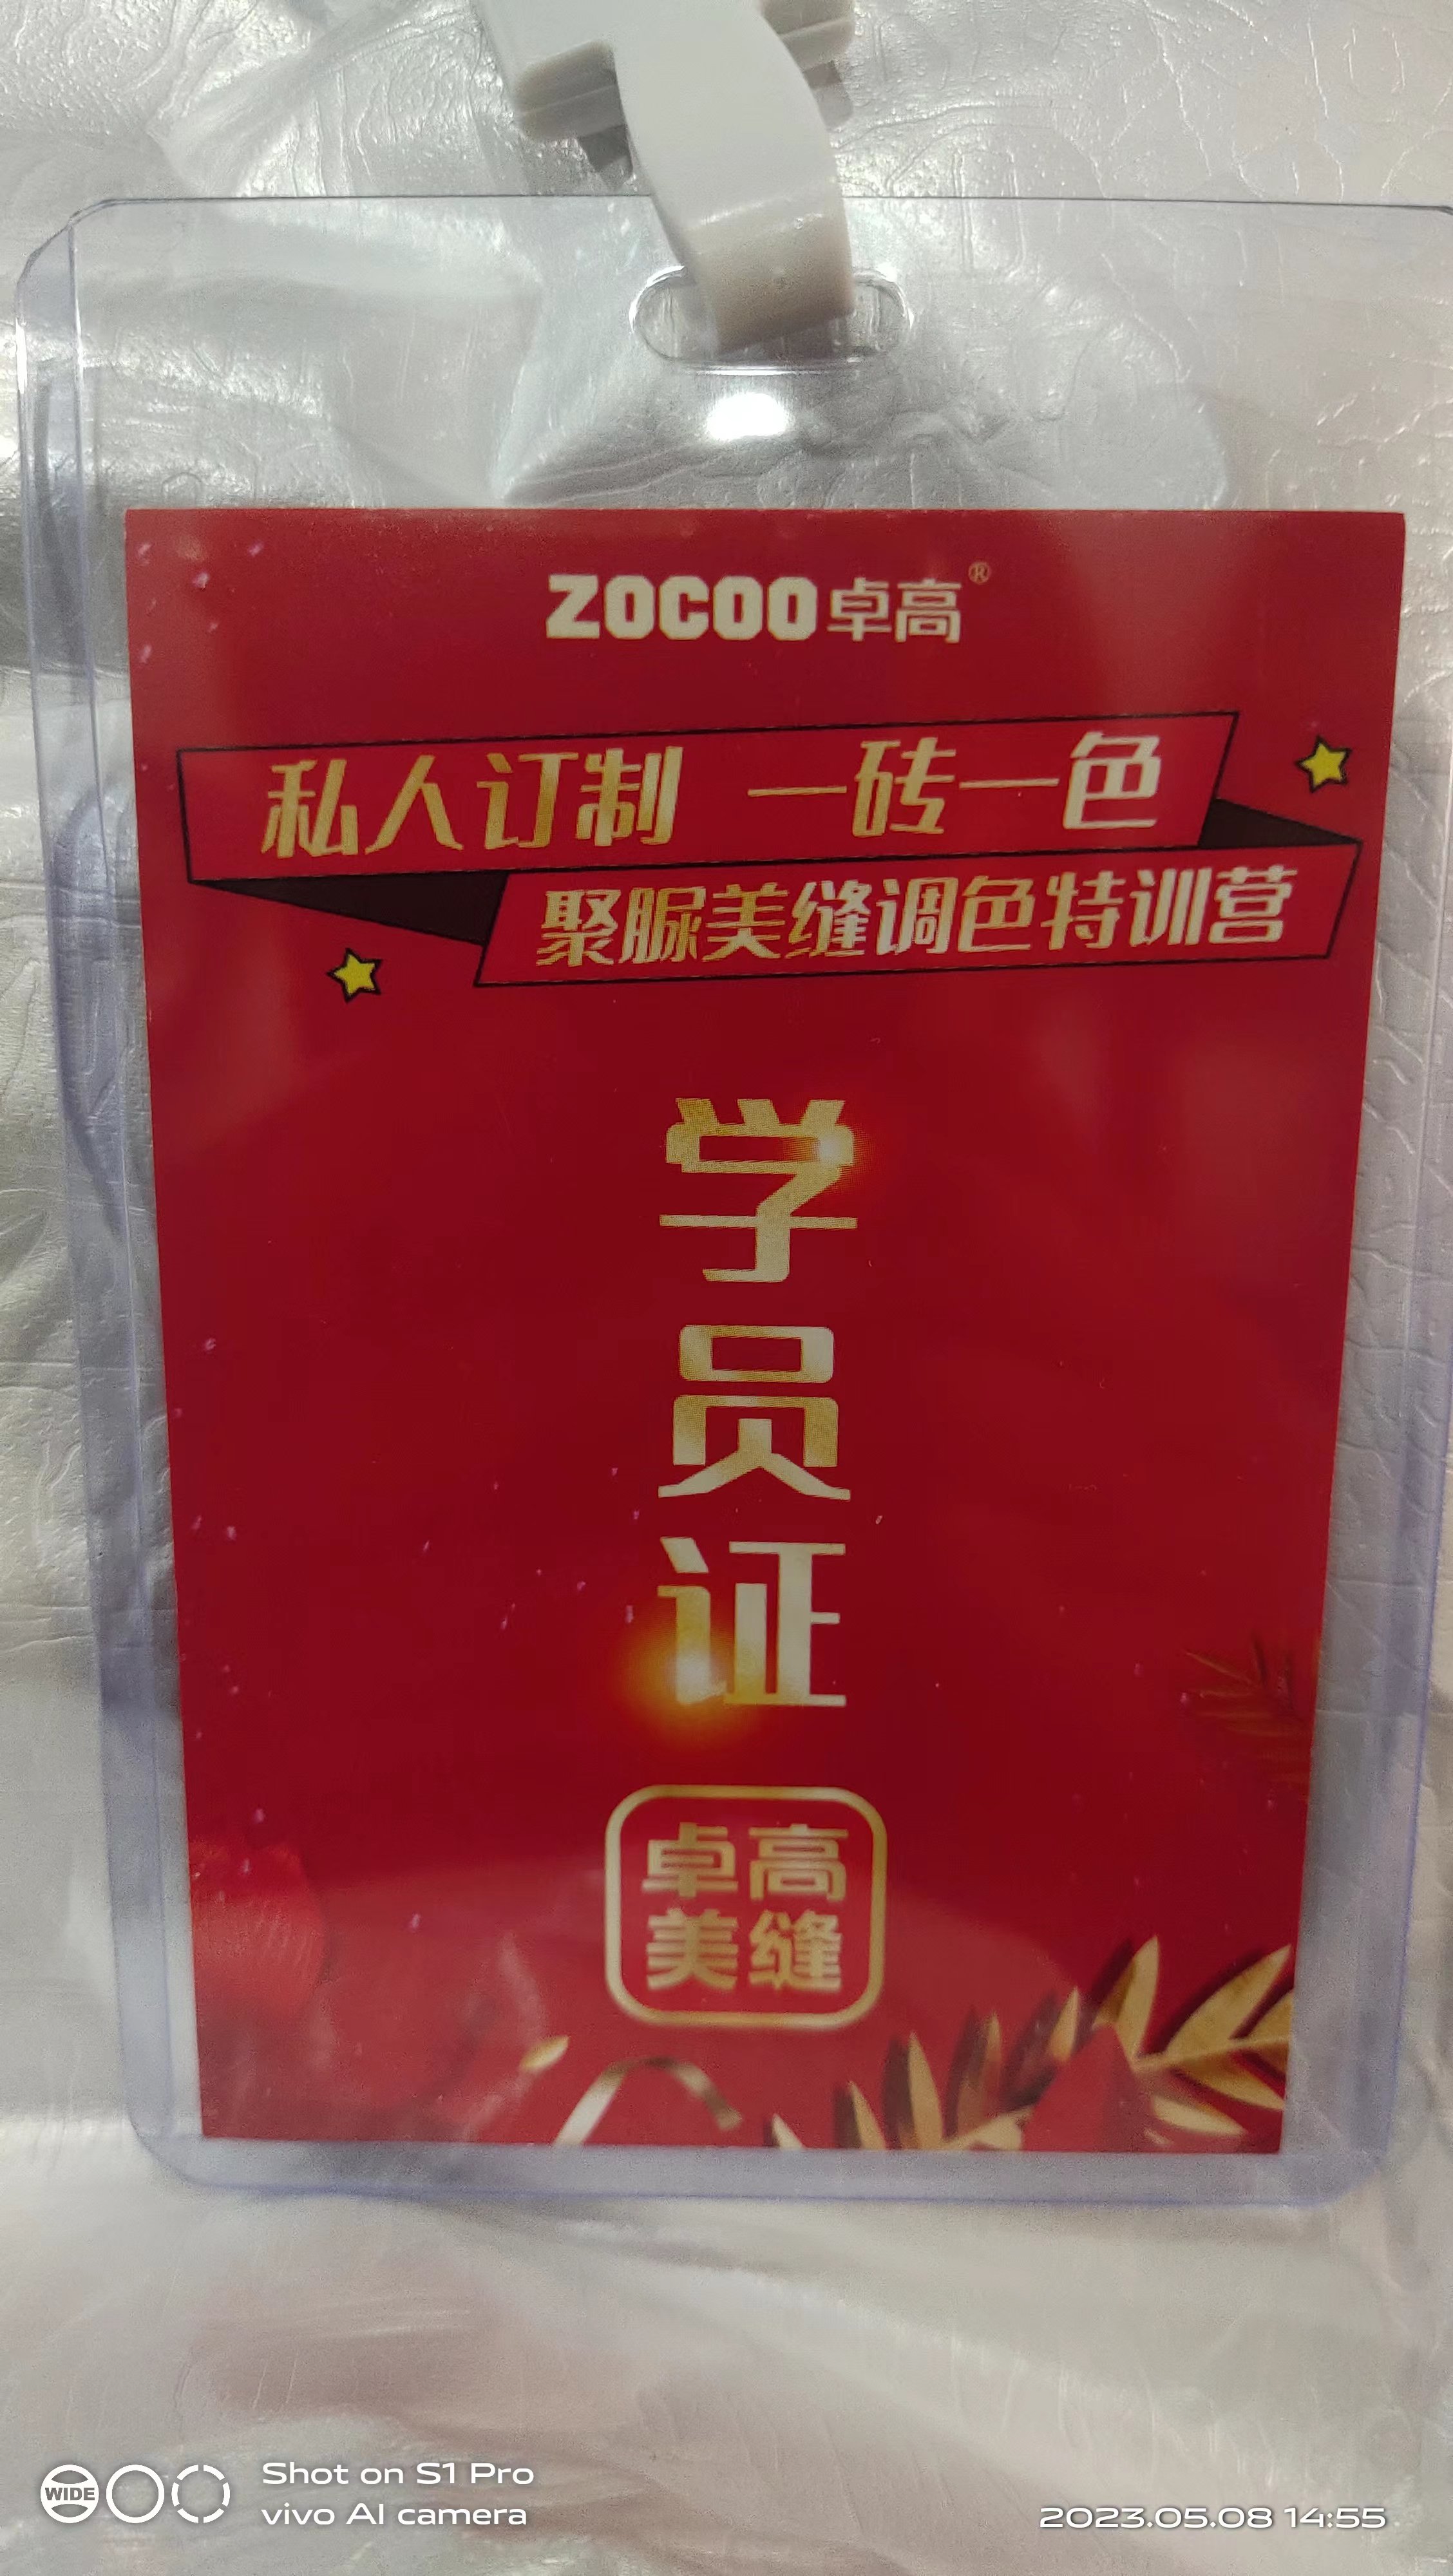 ZOCOO卓高®
私人订制 一砖一色
聚脲美缝调色特训营
学
员
证
卓高
美缝
WIDE
Shot on S1 Pro
vivo AI camera
2023.05.08 14:55